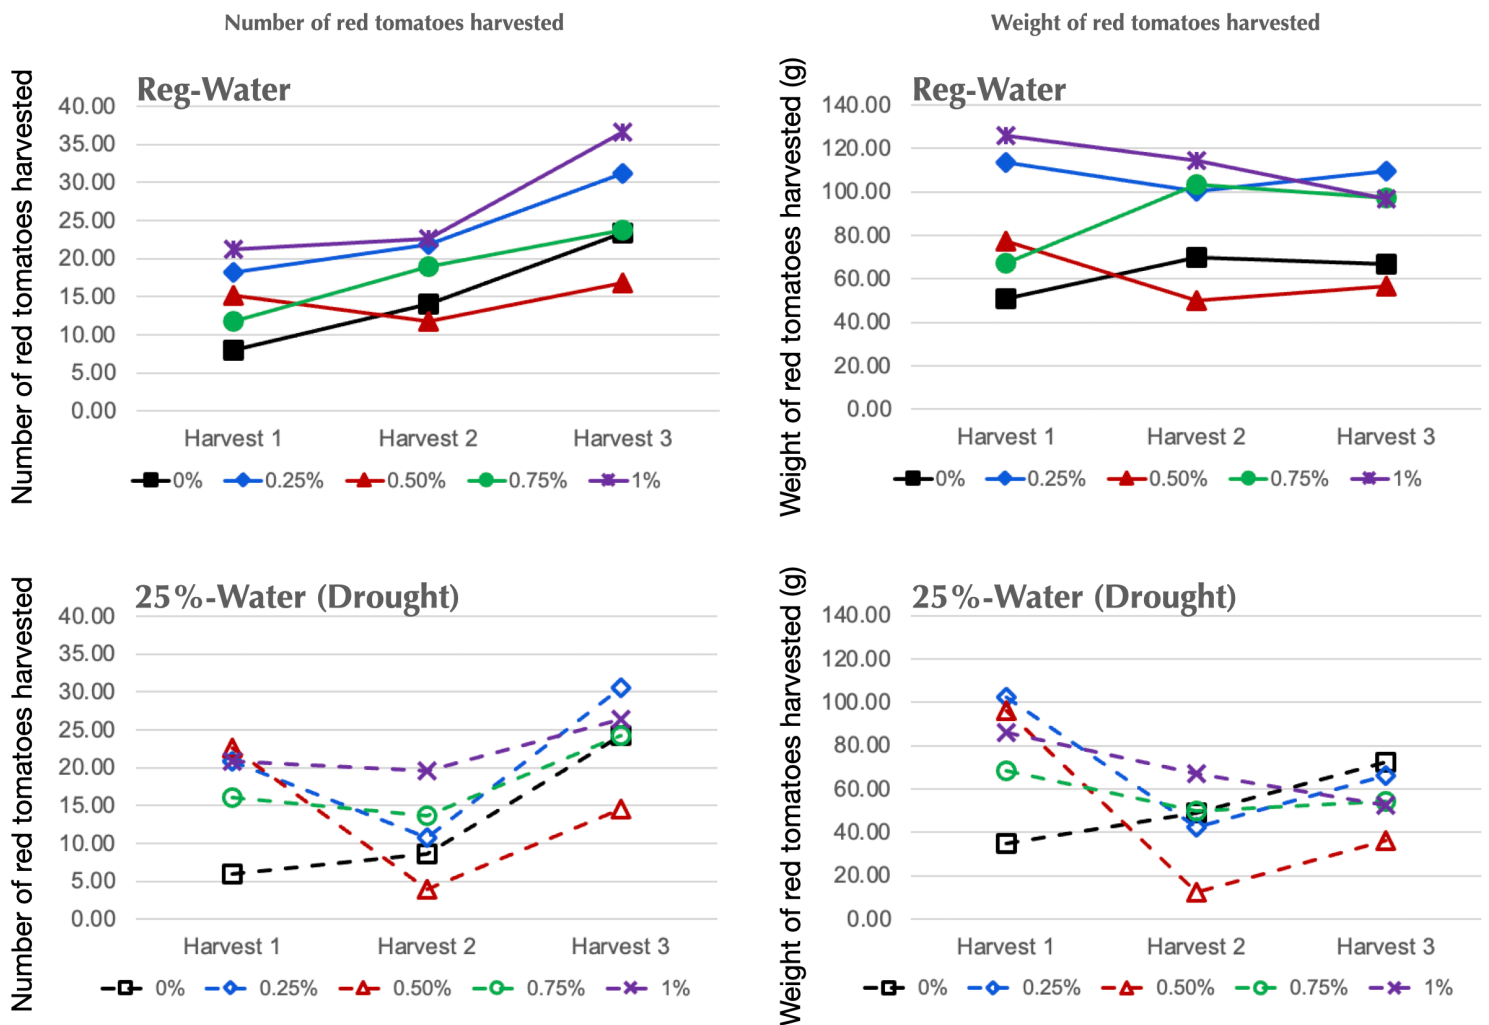 Number of red tomatoes harvested
Weight of red tomatoes harvested
Number of red tomatoes harvested
Reg-Water
40.00
35.00
30.00
25.00
20.00
15.00
10.00
5.00
0.00
Harvest 1 Harvest 2 Harvest 3
0% 0.25% 0.50% 0.75% 1%
Weight of red tomatoes harvested (g)
Reg-Water
140.00
120.00
100.00
80.00
60.00
40.00
20.00
0.00
Harvest 1 Harvest 2 Harvest 3
0% 0.25% 0.50% 0.75% 1%
Number of red tomatoes harvested
25%-Water (Drought)
40.00
35.00
30.00
25.00
20.00
15.00
10.00
5.00
0.00
Harvest 1 Harvest 2 Harvest 3
0% 0.25% 0.50% 0.75% 1%
Weight of red tomatoes harvested (g)
25%-Water (Drought)
140.00
120.00
100.00
80.00
60.00
40.00
20.00
0.00
Harvest 1 Harvest 2 Harvest 3
0% 0.25% 0.50% 0.75% 1%